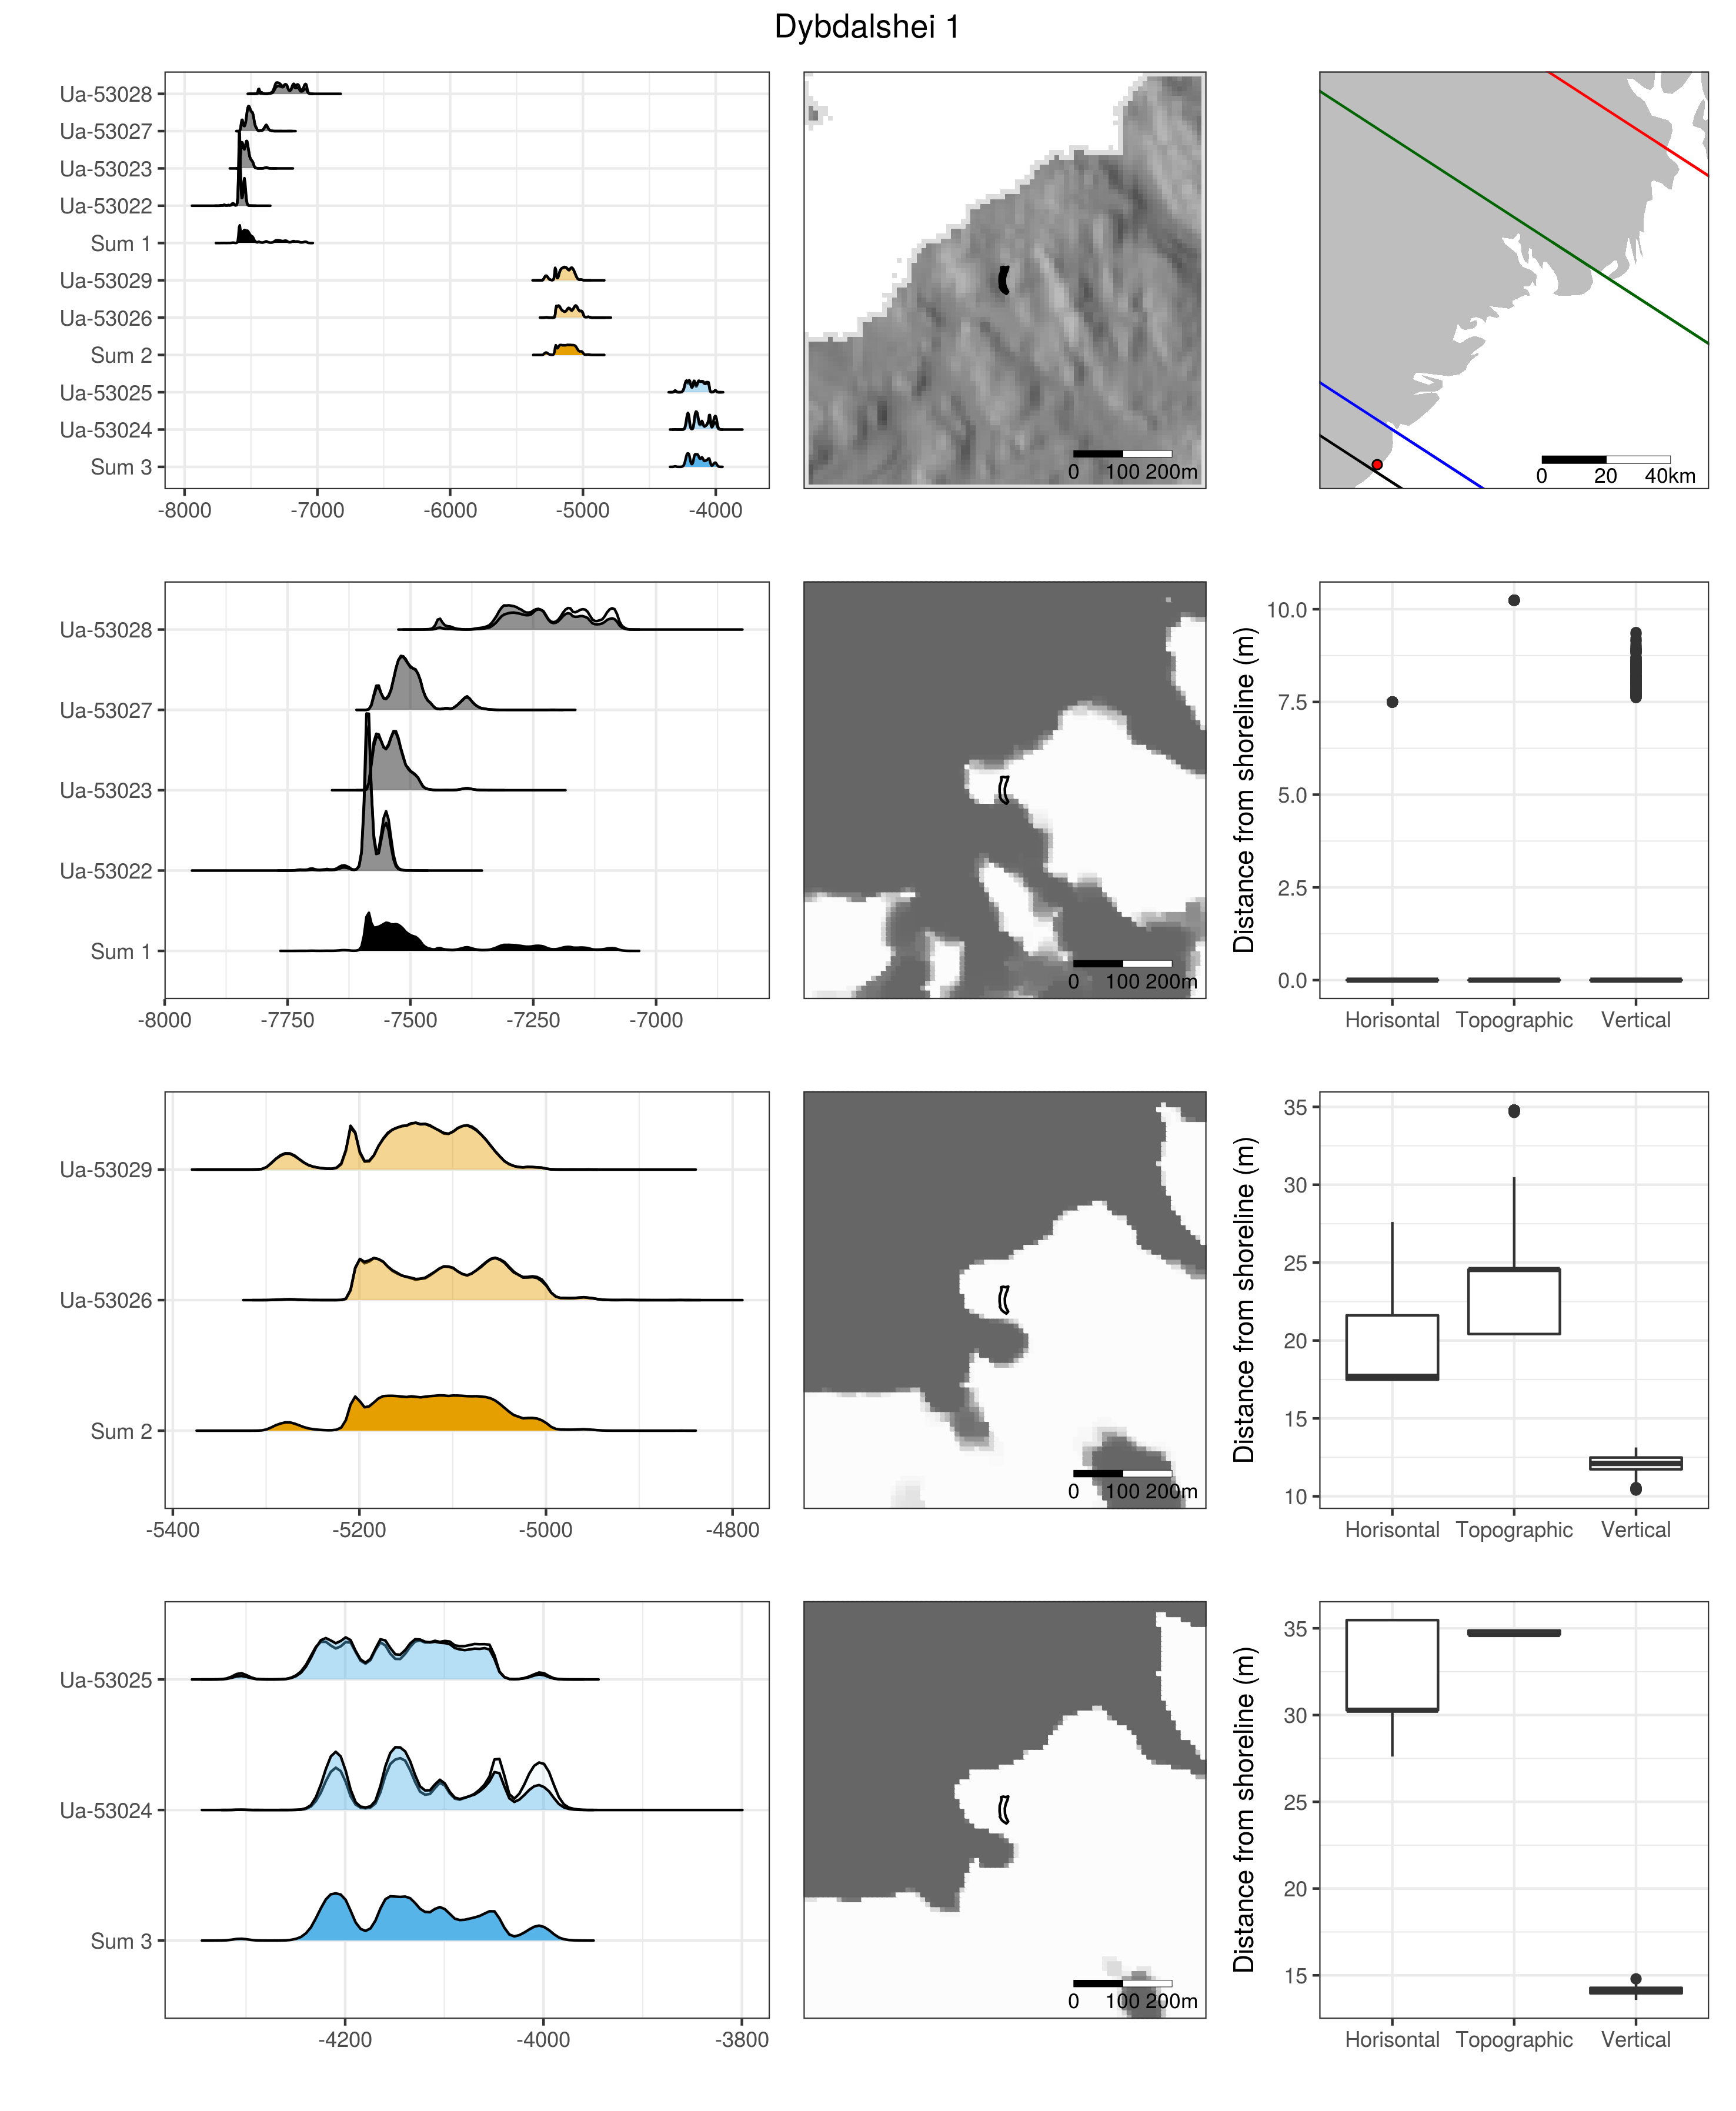 Dybdalshei 1
Ua-53028
Ua-53027
Ua-53023
Ua-53022
Sum 1
Ua-53029
Ua-53026
Sum 2
Ua-53025
Ua-53024
Sum 3
-8000 -7000 -6000 -5000 -4000
0 100 200m
0 20 40km
Ua-53028
Ua-53027
Ua-53023
Ua-53022
Sum 1
-8000 -7750 -7500 -7250 -7000
0 100 200m
Distance from shoreline (m)
10.0
7.5
5.0
2.5
0.0
Horisontal Topographic Vertical
Ua-53029
Ua-53026
Sum 2
-5400 -5200 -5000 -4800
0 100 200m
Distance from shoreline (m)
35
30
25
20
15
10
Horisontal Topographic Vertical
Ua-53025
Ua-53024
Sum 3
-4200 -4000 -3800
0 100 200m
Distance from shoreline (m)
35
30
25
20
15
Horisontal Topographic Vertical